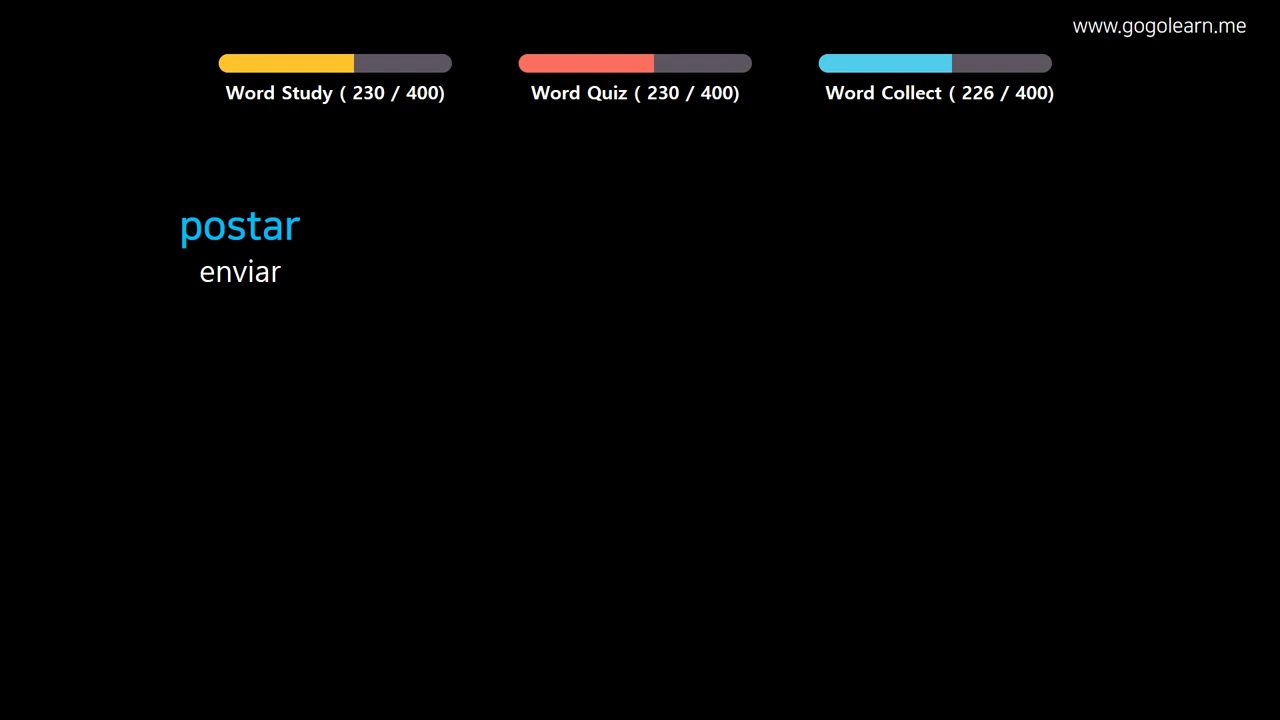 www.gogolearn.me
Word Study ( 230 / 400)
Word Quiz ( 230 / 400)
Word Collect ( 226 / 400)
postar
enviar